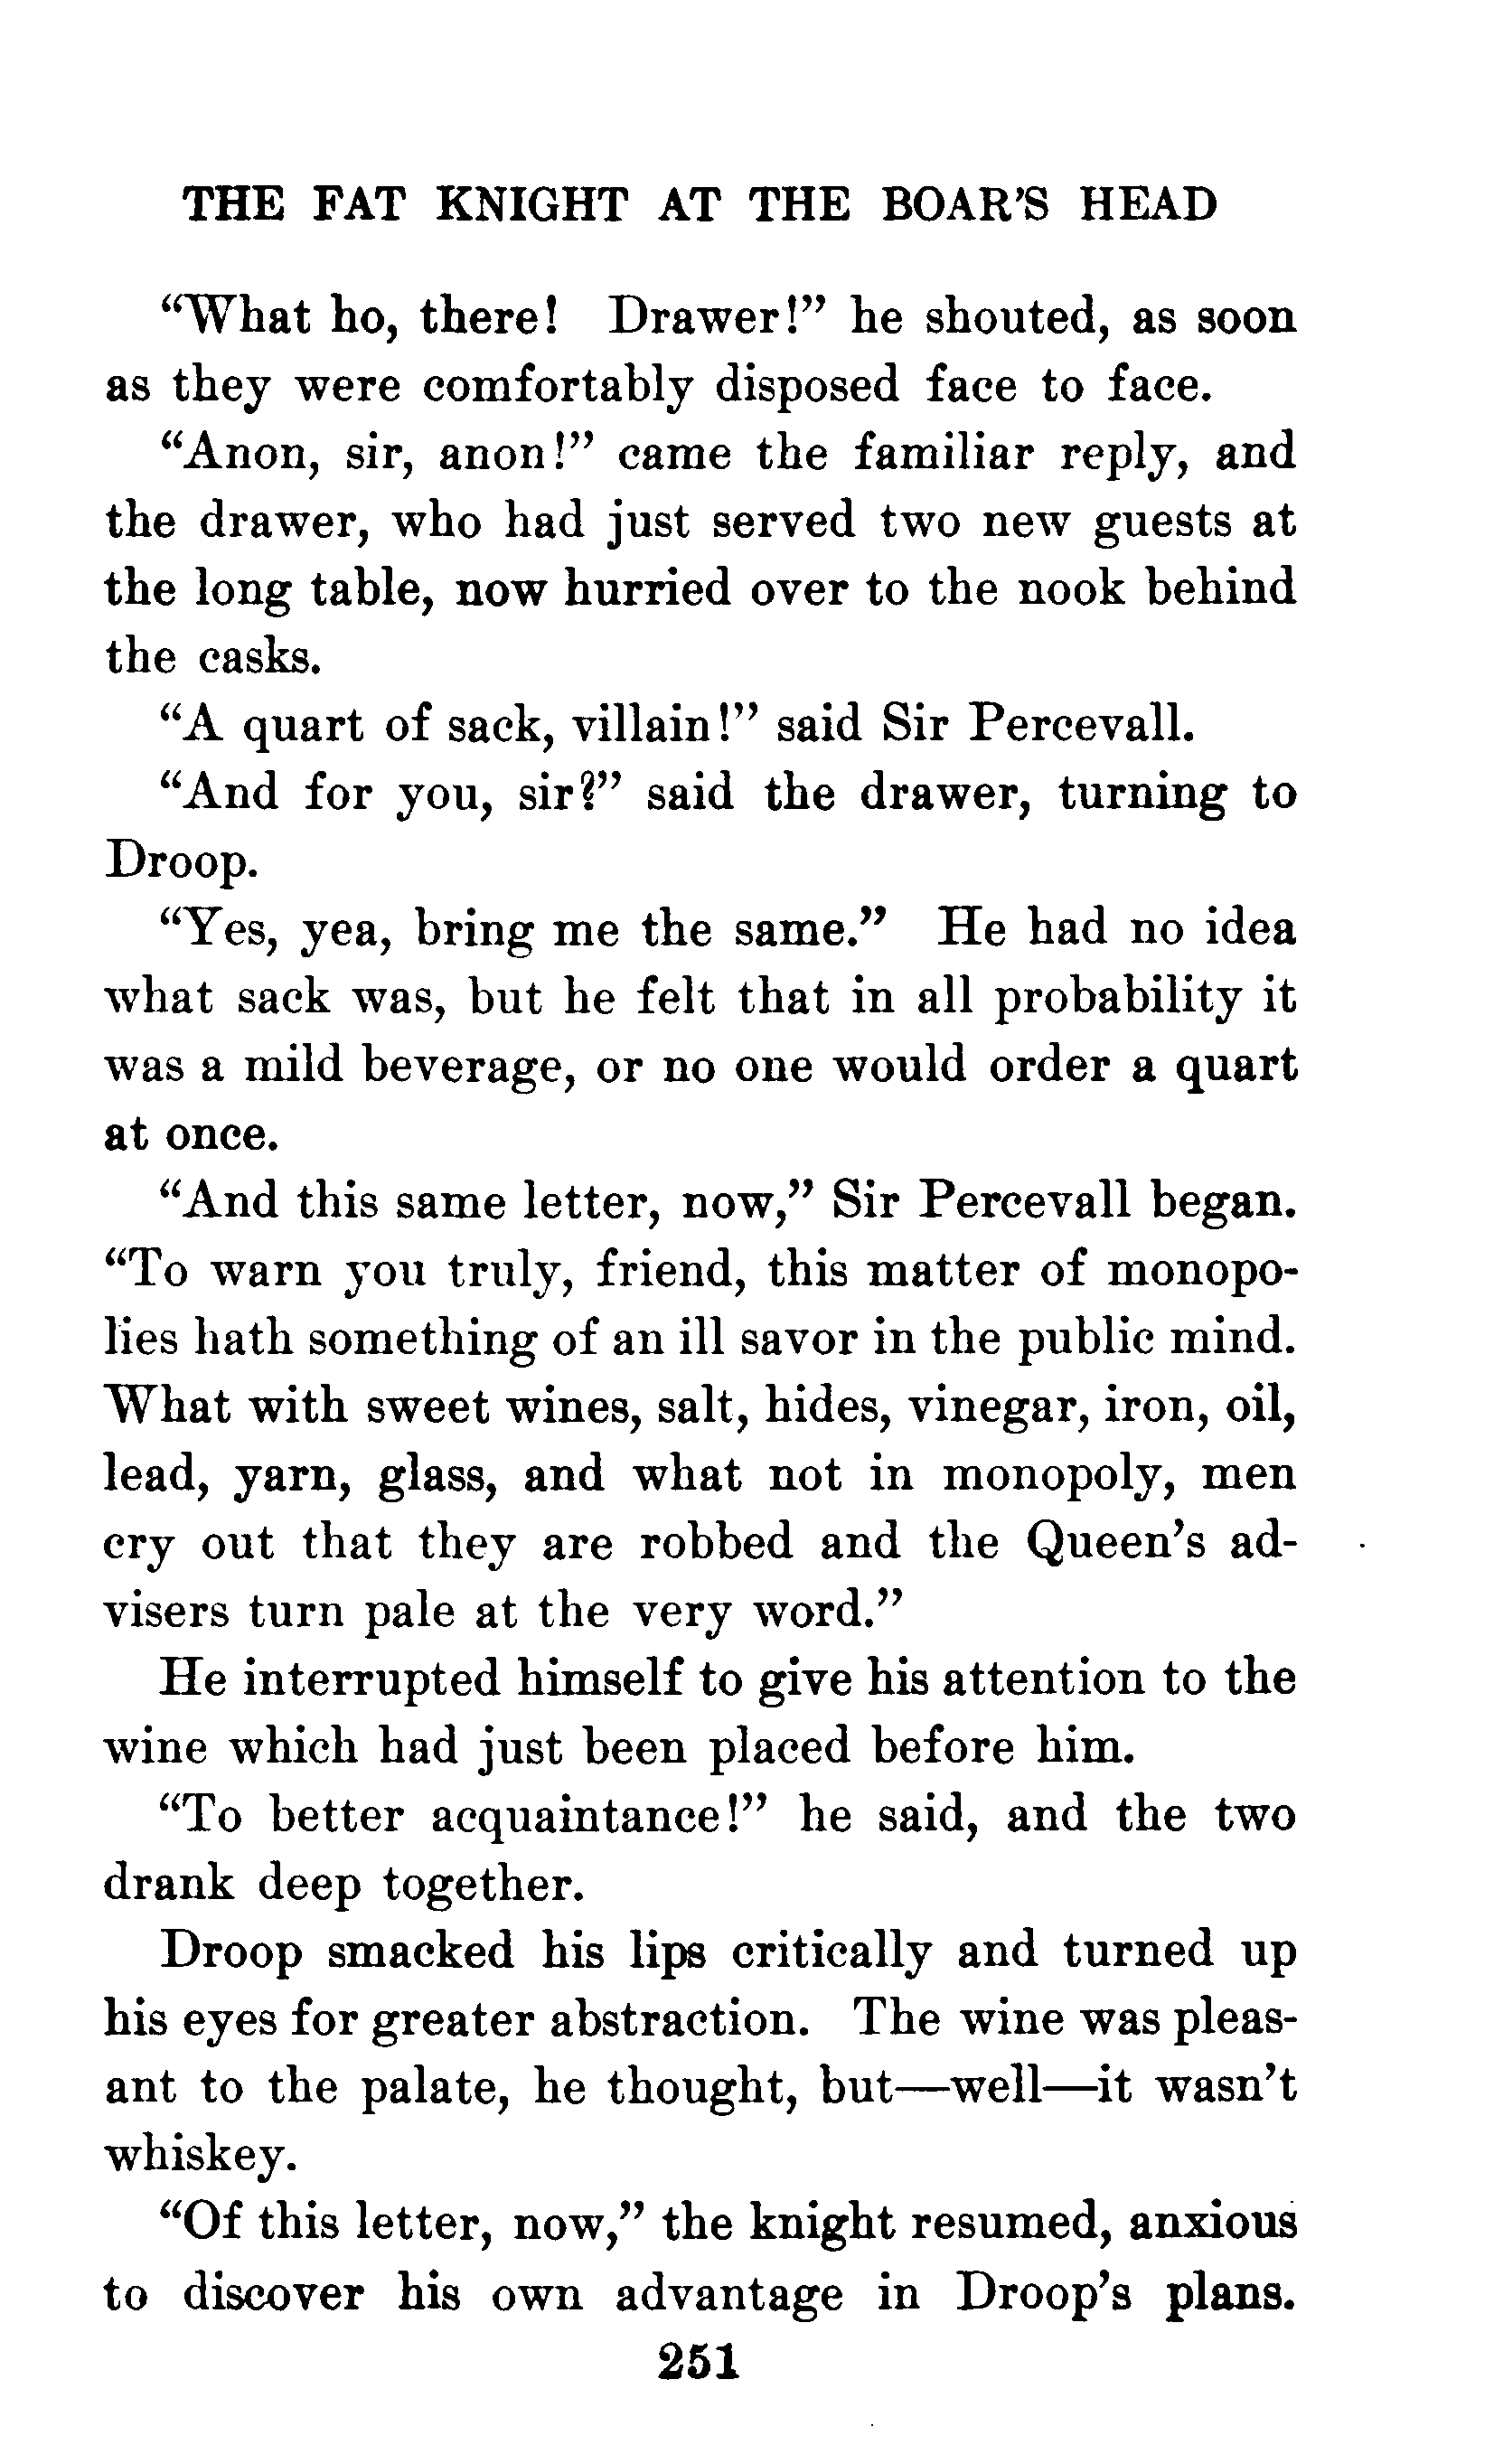 THE FAT KNIGHT AT THE BOAR'S HEAD
“What ho, there! Drawer!” he shouted, as soon
as they were comfortably disposed face to face.
“Anon, sir, anon!” came the familiar reply, and
the drawer, who had just served two new guests at
the long table, now hurried over to the nook behind
the casks.
“A quart of sack, villain!” said Sir Percevall.
“And for you, sir?” said the drawer, turning to
Droop.
“Yes, yea, bring me the same.” He had no idea
what sack was, but he felt that in all probability it
was a mild beverage, or no one would order a quart
at once.
“And this same letter, now,” Sir Percevall began.
“To warn you truly, friend, this matter of monopo-
lies hath something of an ill savor in the public mind.
What with sweet wines, salt, hides, vinegar, iron, oil,
lead, yarn, glass, and what not in monopoly, men
cry out that they are robbed and the Queen's ad-
visers turn pale at the very word.”
He interrupted himself to give his attention to the
wine which had just been placed before him.
“To better acquaintance!” he said, and the two
drank deep together.
Droop smacked his lips critically and turned up
his eyes for greater abstraction. The wine was pleas-
ant to the palate, he thought, but—well—it wasn't
whiskey.
“Of this letter, now,” the knight resumed, anxious
to discover his own advantage in Droop's plans.
251